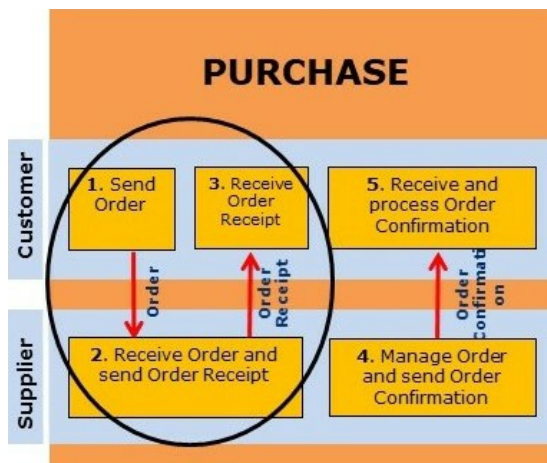 PURCHASE
Customer
1. Send
Order
3. Receive
Order
Receipt
5. Receive and
process Order
Confirmation
Order
Order
Receipt
Order
Confirmati
on
Supplier
2. Receive Order and
send Order Receipt
4. Manage Order
and send Order
Confirmation